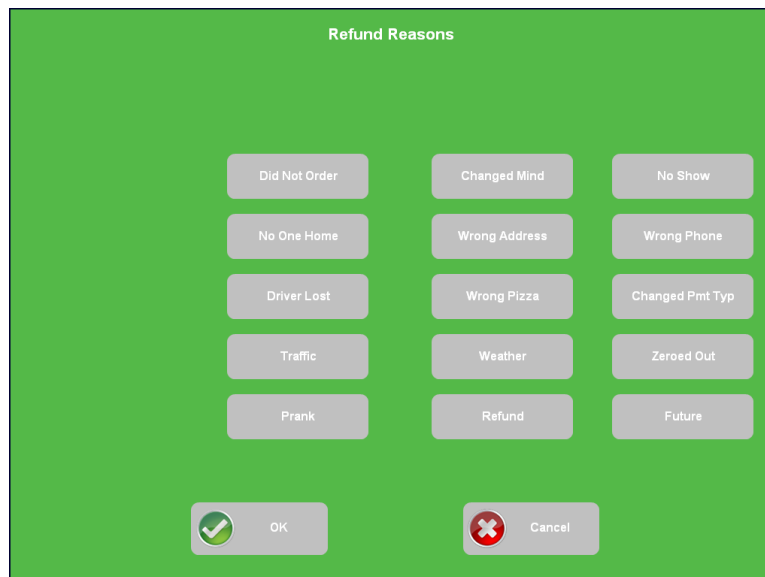 Refund Reasons
Did Not Order
Changed Mind
No Show
No One Home
Wrong Address
Wrong Phone
Driver Lost
Wrong Pizza
Changed Pmt Typ
Traffic
Weather
Zeroed Out
Prank
Refund
Future
OK
Cancel